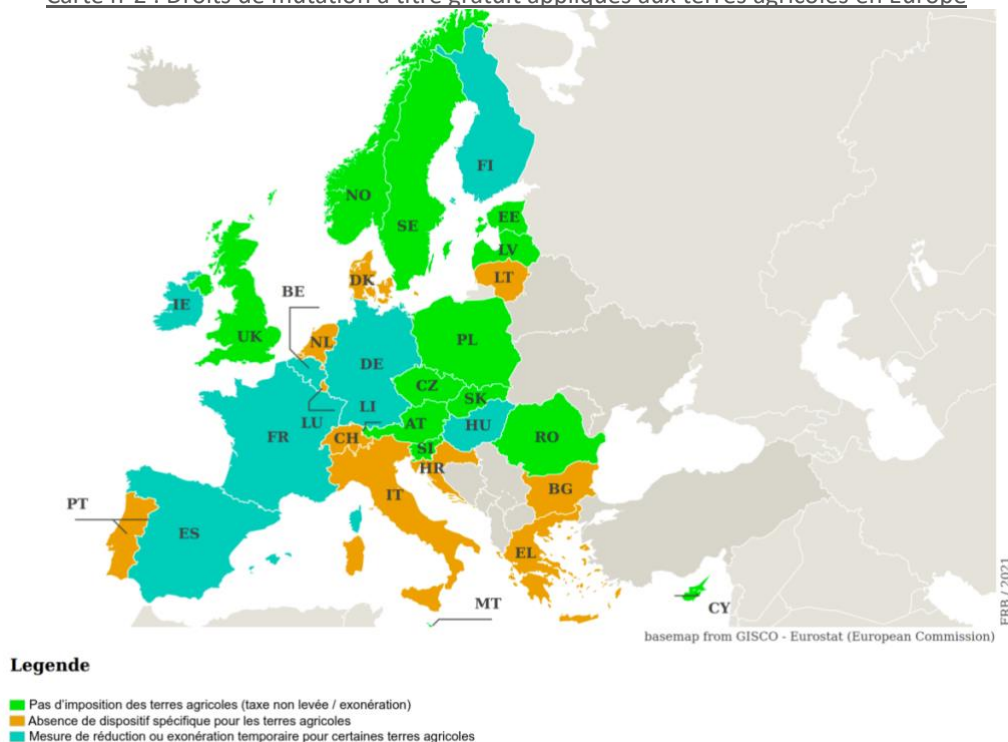 Carte n°2 : Droits de mutation à titre gratuit appliqués aux terres agricoles en Europe
FI
NO
SE
EE
LV
LT
DK
BE
IE
UK
NL
PL
DE
CZ
SK
LI
LU
AT
HU
FR
CH
SI
RO
HR
IT
BG
PT
ES
EL
MT
CY
FRB / 2021
basemap from GISCO - Eurostat (European Commission)
Legende
Pas d'imposition des terres agricoles (taxe non levée / exonération)
Absence de dispositif spécifique pour les terres agricoles
Mesure de réduction ou exonération temporaire pour certaines terres agricoles